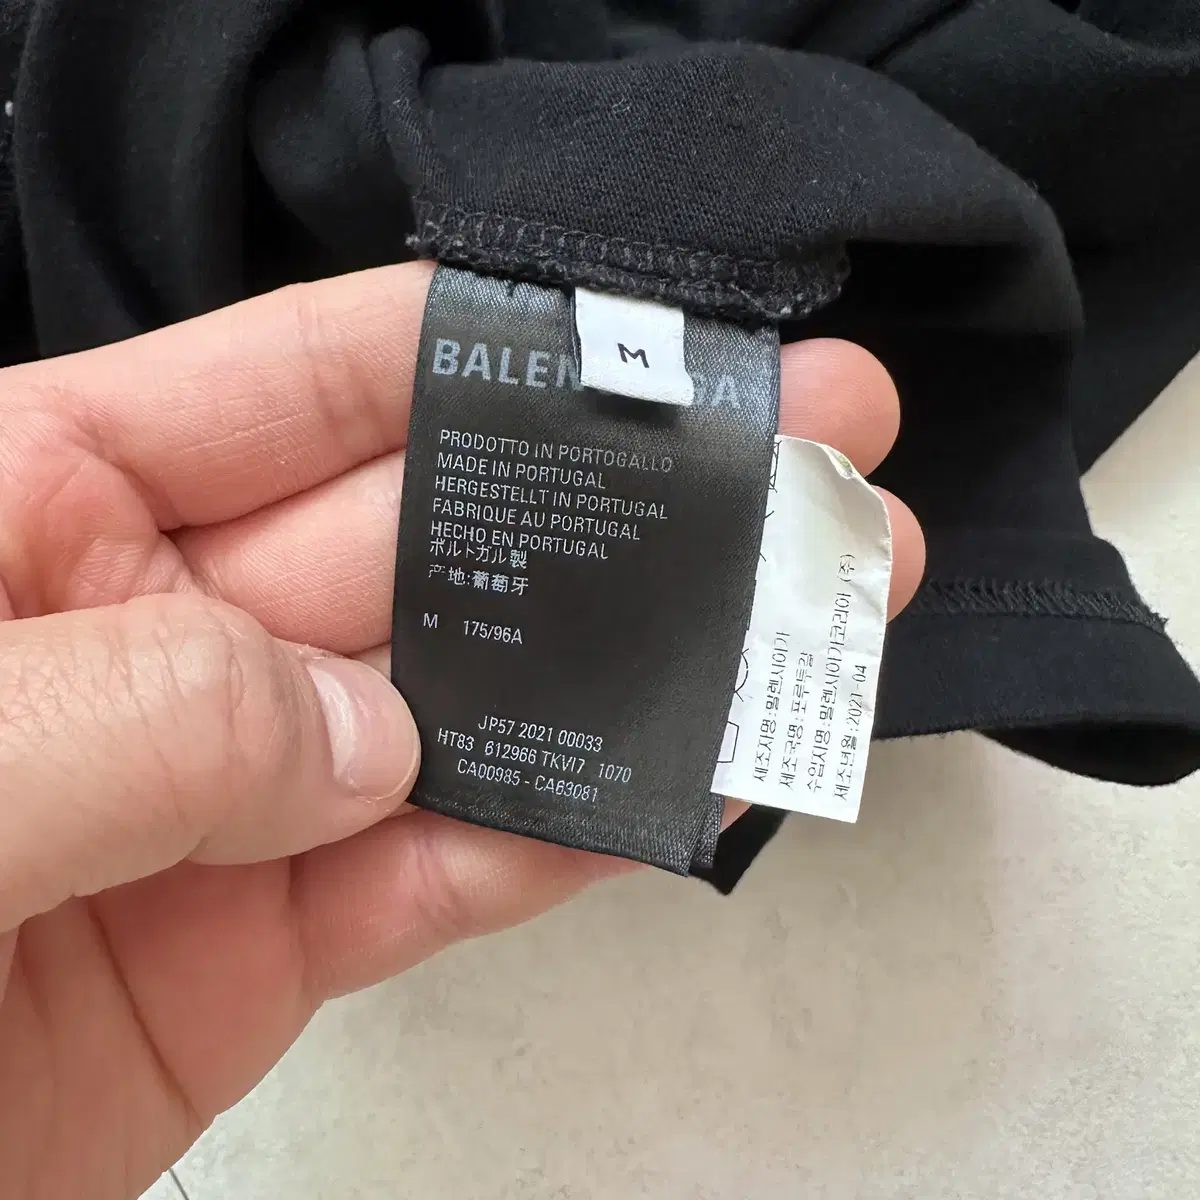 M
BALEN GA
PRODOTTO IN PORTOGALLO
MADE IN PORTUGAL
HERGESTELLT IN PORTUGAL
FABRIQUE AU PORTUGAL
HECHO EN PORTUGAL
ポルトガル製
产地:葡萄牙
M 175/96A
JP57 2021 00033
HT83 612966 TKVI7 1070
CA00985 - CA63081
제조자명:발렌시아가
제조국명:포르투갈
수입자명:발렌시아가코리아 (주)
제조년월:2021-04